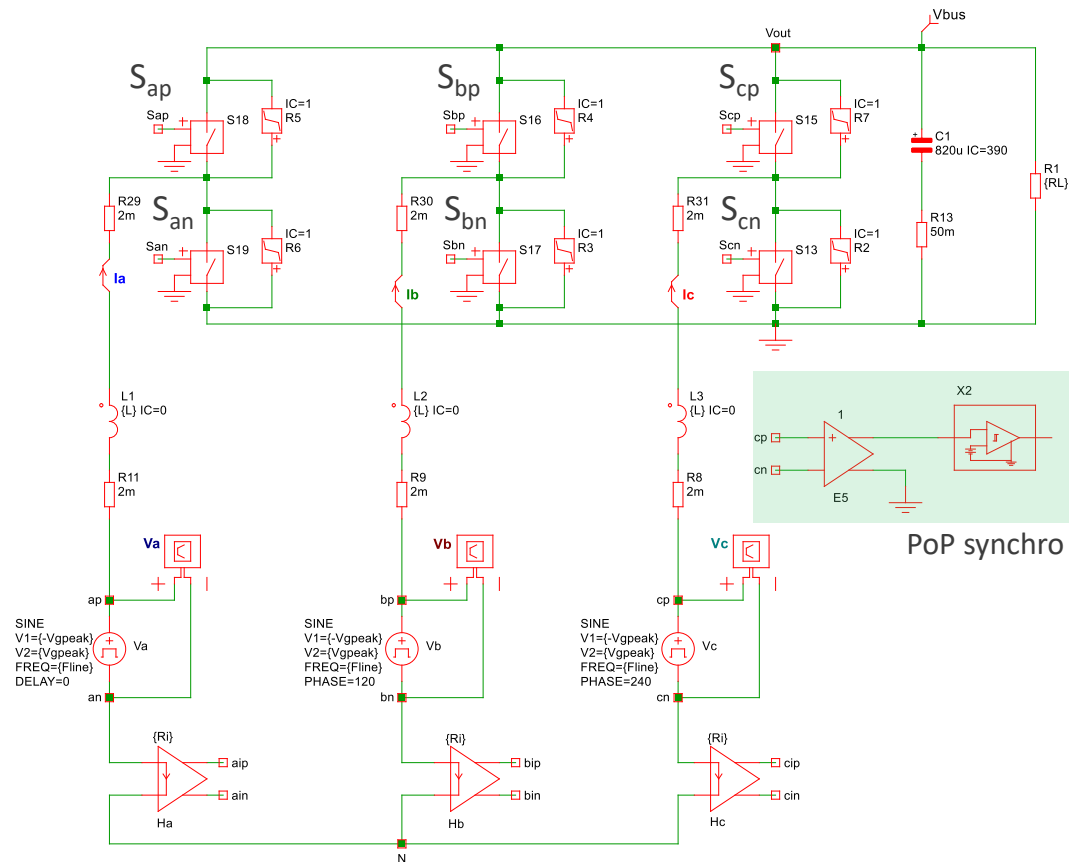 Vbus
Vout
Sap
Sbp
Scp
IC=1
R5
IC=1
R4
IC=1
R7
Sap
S18
Sbp
S16
Scp
S15
C1
820u IC=390
R1
{RL}
R29
2m
San
R30
2m
Sbn
R31
2m
Scn
R13
50m
IC=1
R6
IC=1
R3
IC=1
R2
San
S19
Sbn
S17
Scn
S13
Ia
Ib
Ic
L1
{L} IC=0
L2
{L} IC=0
L3
{L} IC=0
X2
1
cp
cn
E5
PoP synchro
R11
2m
R9
2m
R8
2m
Va
Vb
Vc
ap
bp
cp
SINE
V1={-Vgpeak}
V2={Vgpeak}
FREQ={Fline}
DELAY=0
Va
SINE
V1={-Vgpeak}
V2={Vgpeak}
FREQ={Fline}
PHASE=120
Vb
SINE
V1={-Vgpeak}
V2={Vgpeak}
FREQ={Fline}
PHASE=240
Vc
an
bn
cn
{Ri}
{Ri}
{Ri}
aip
ain
bip
bin
cip
cin
Ha
Hb
Hc
N